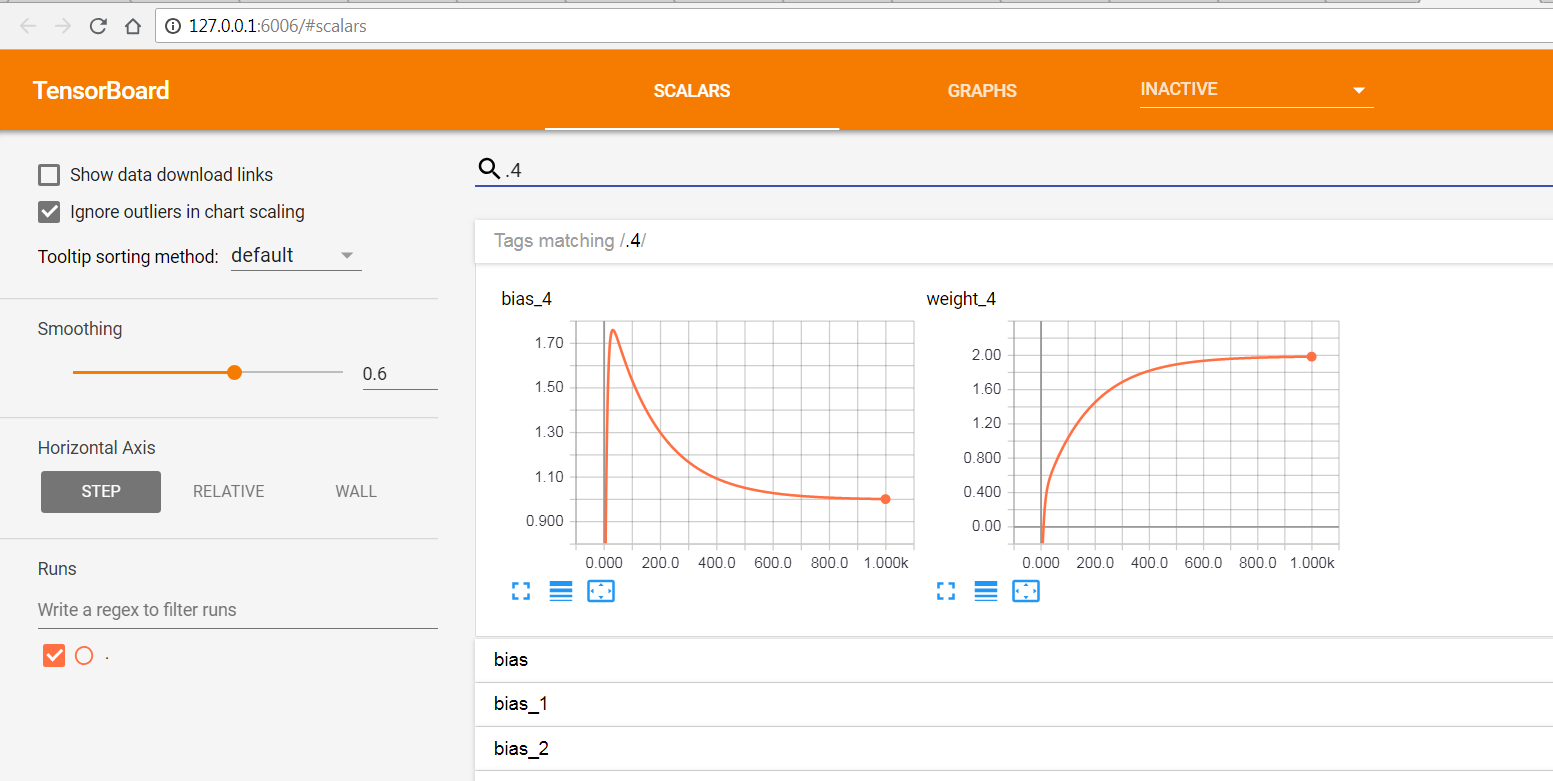 127.0.0.1:6006/#scalars
TensorBoard SCALARS GRAPHS INACTIVE
Show data download links
Ignore outliers in chart scaling
Tooltip sorting method: default
Smoothing
0.6
Horizontal Axis
STEP RELATIVE WALL
Runs
Write a regex to filter runs
.
.4
Tags matching /.4/
bias_4
1.70
1.50
1.30
1.10
0.900
0.000 200.0 400.0 600.0 800.0 1.000k
weight_4
2.00
1.60
1.20
0.800
0.400
0.00
0.000 200.0 400.0 600.0 800.0 1.000k
bias
bias_1
bias_2